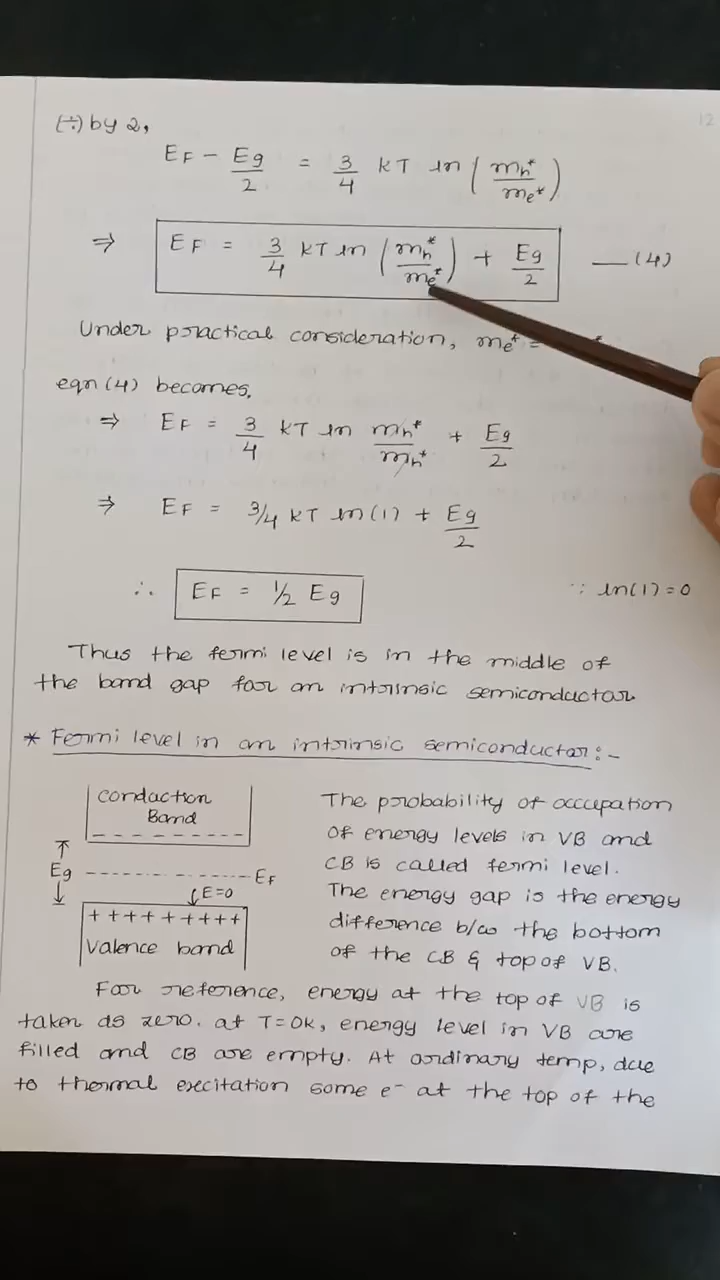 (÷) by 2,
EF - Eg/2 = 3/4 KT ln (mh*/me*)
⇒ EF = 3/4 KT ln (mh*/me*) + Eg/2 —(4)
Under practical consideration, me* =
eqn (4) becomes.
⇒ EF = 3/4 KT ln mh*/mh* + Eg/2
⇒ EF = 3/4 KT ln(1) + Eg/2
∴ EF = 1/2 Eg ∵ ln(1)=0
Thus the fermi level is in the middle of
the band gap for an intrinsic semiconductor
* Fermi level in an intrinsic semiconductor:-
conduction
Band
Eg
EF
E=0
+ + + + + + + + +
Valence band
The probability of occupation
of energy levels in VB and
CB is called fermi level.
The energy gap is the energy
difference b/w the bottom
of the CB & top of VB.
For reference, energy at the top of VB is
taken as zero. at T=0k, energy level in VB are
filled and CB are empty. At ordinary temp, due
to thermal excitation some e- at the top of the
12